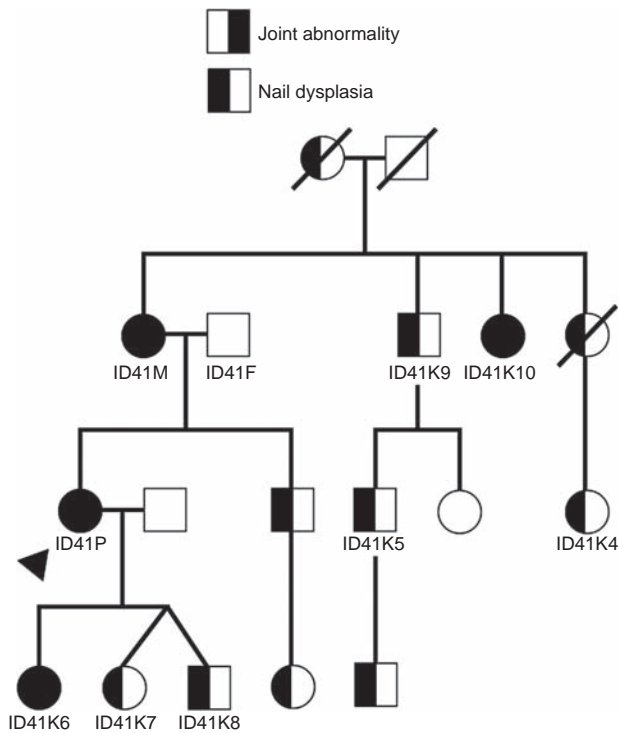 Joint abnormality
Nail dysplasia
ID41M ID41F ID41K9 ID41K10
ID41P ID41K5 ID41K4
ID41K6 ID41K7 ID41K8